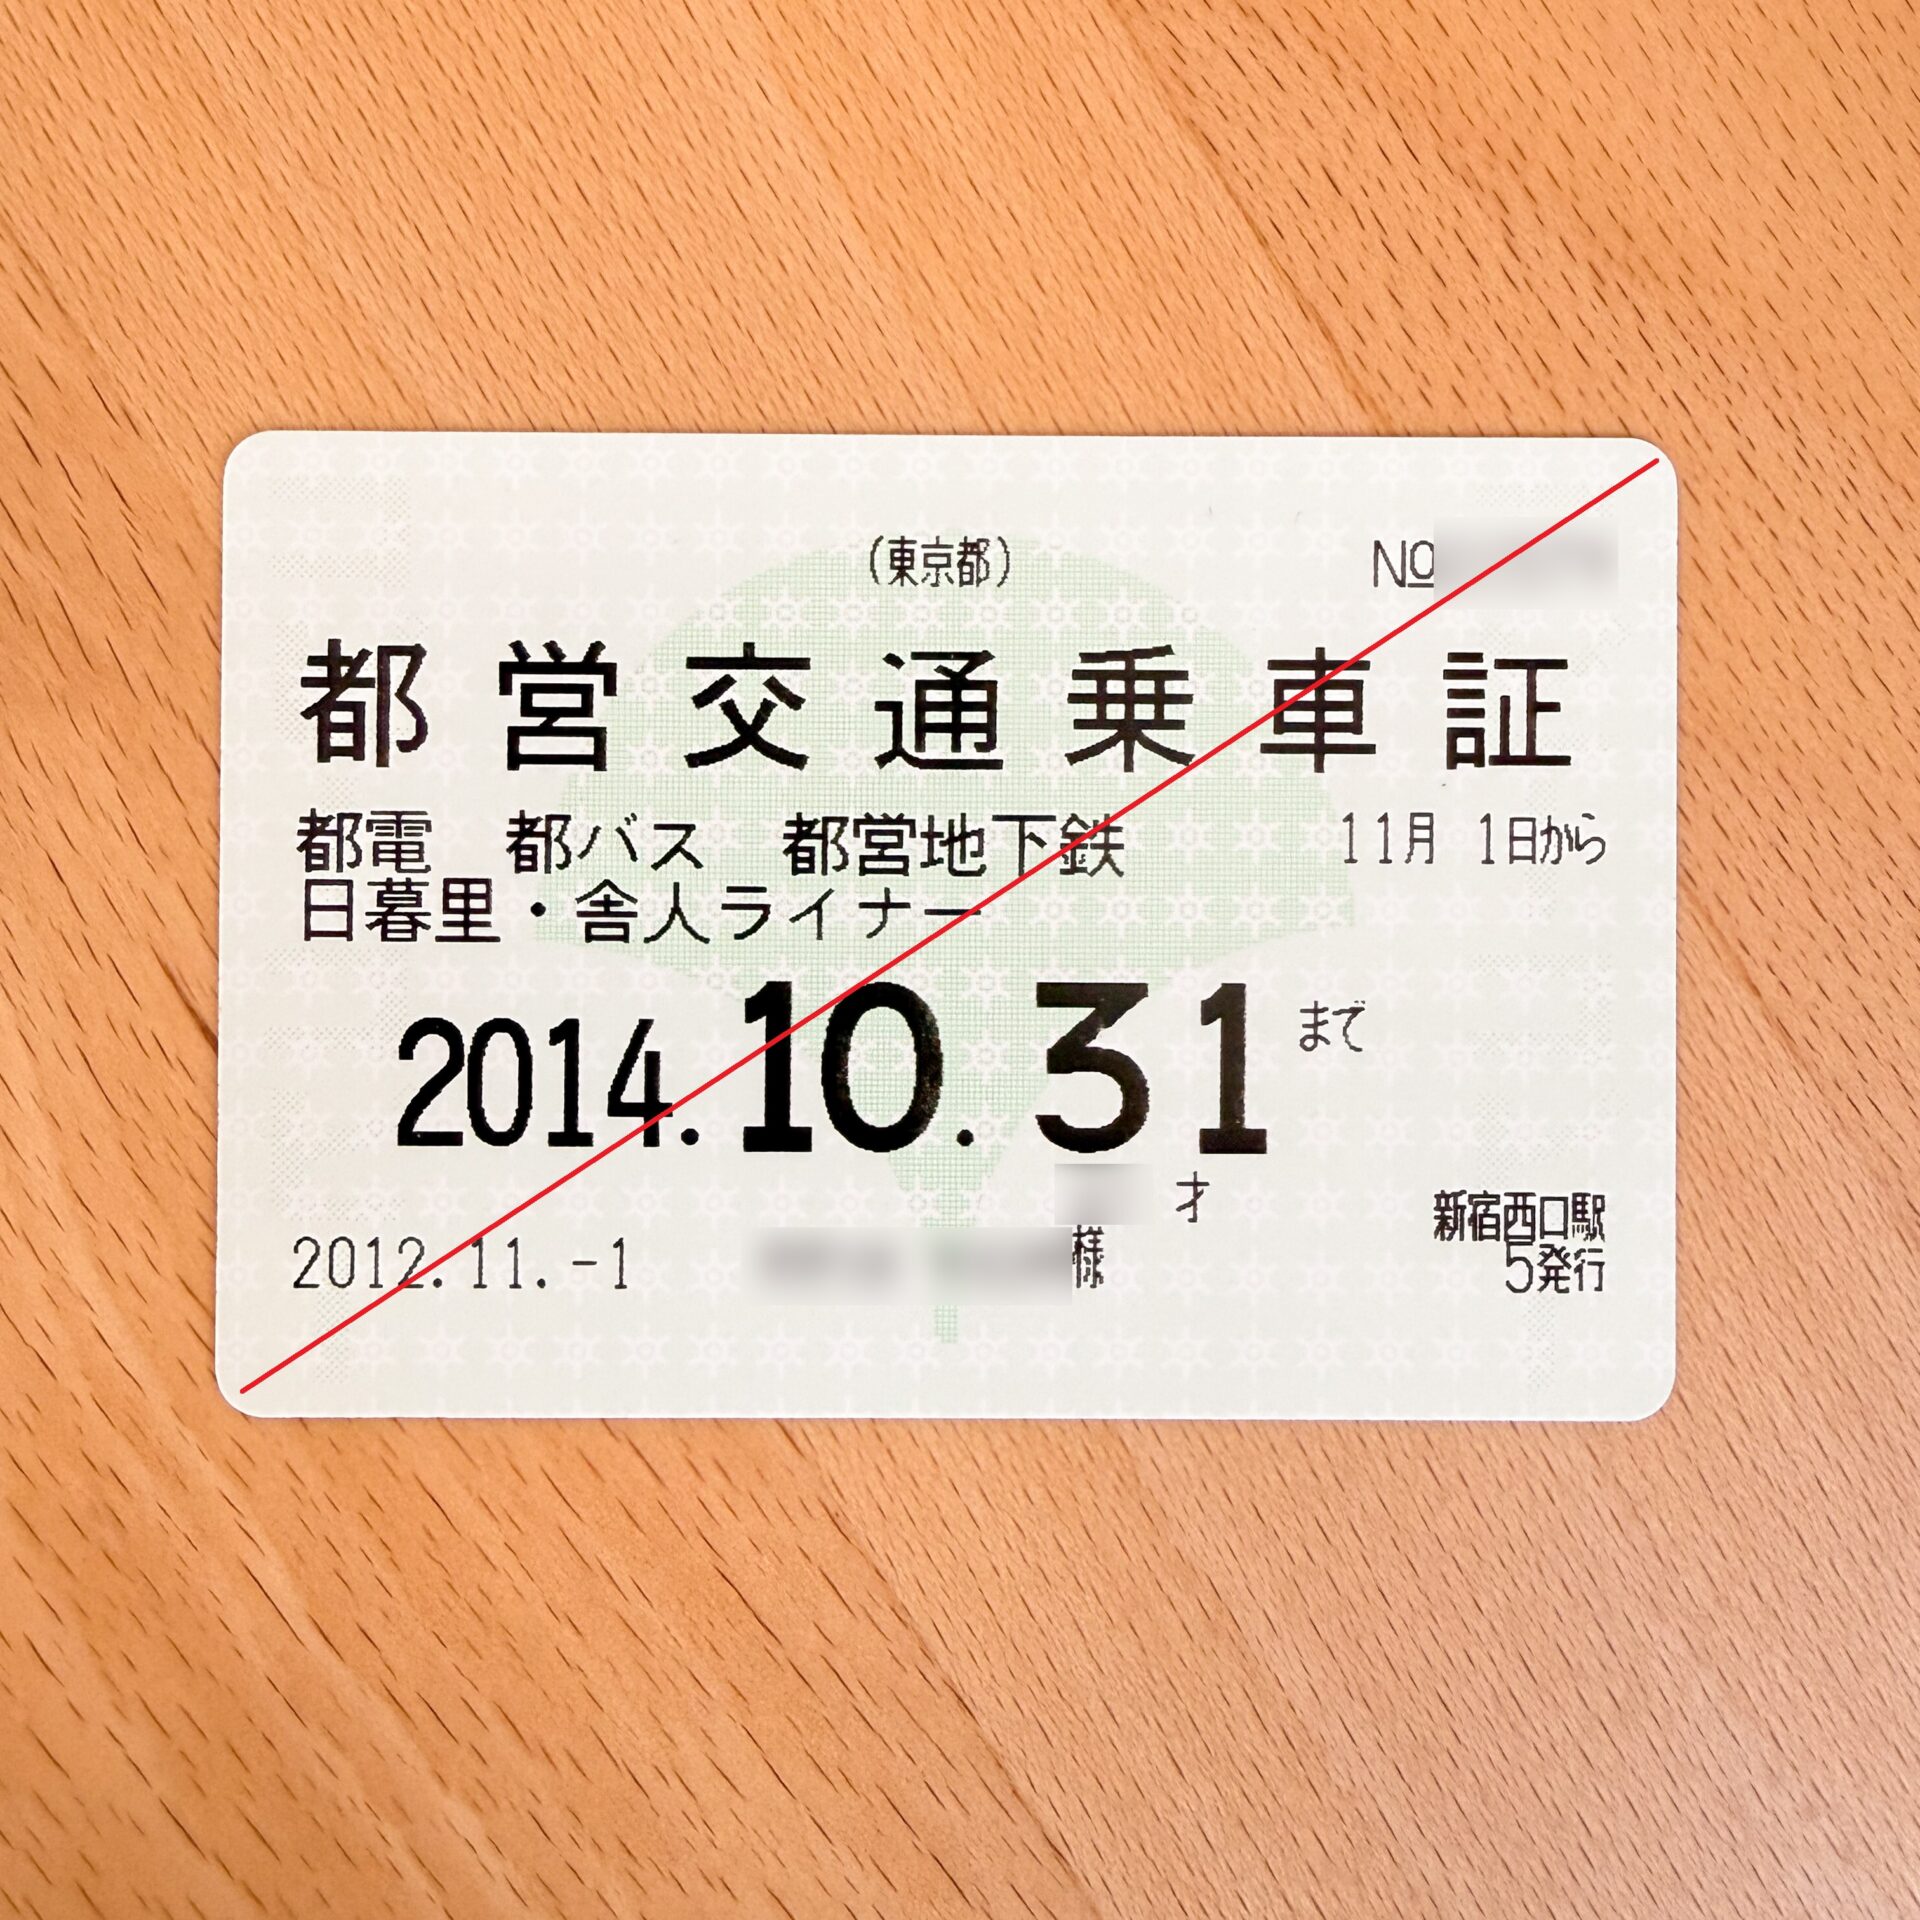 (東京都)
№
都営交通乗車証
都電　都バス　都営地下鉄
11月 1日から
日暮里・舎人ライナー
2014.10.31まで
才
新宿西口駅
2012.11.-1
様
5発行